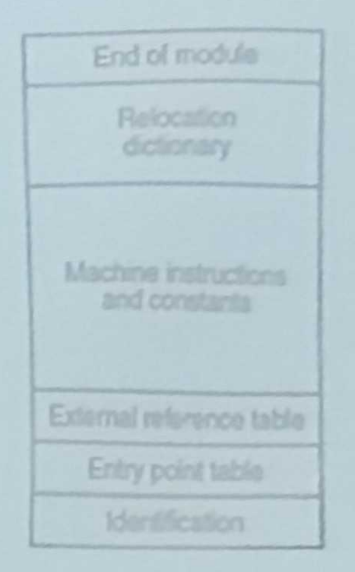 End of module
Relocation
dictionary
Machine instructions
and constants
External reference table
Entry point table
Identification